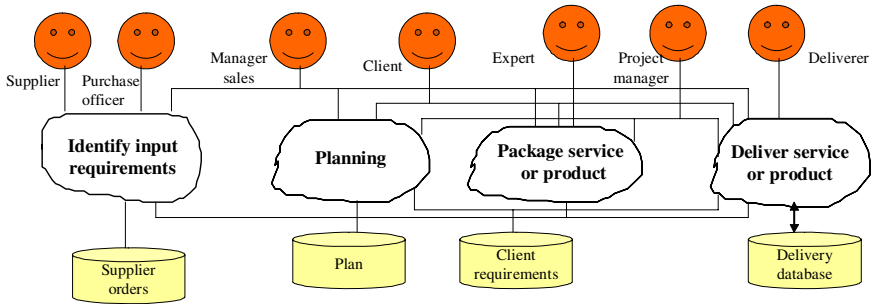 Supplier
Purchase
officer
Manager
sales
Client
Expert
Project
manager
Deliverer
Identify input
requirements
Planning
Package service
or product
Deliver service
or product
Supplier
orders
Plan
Client
requirements
Delivery
database